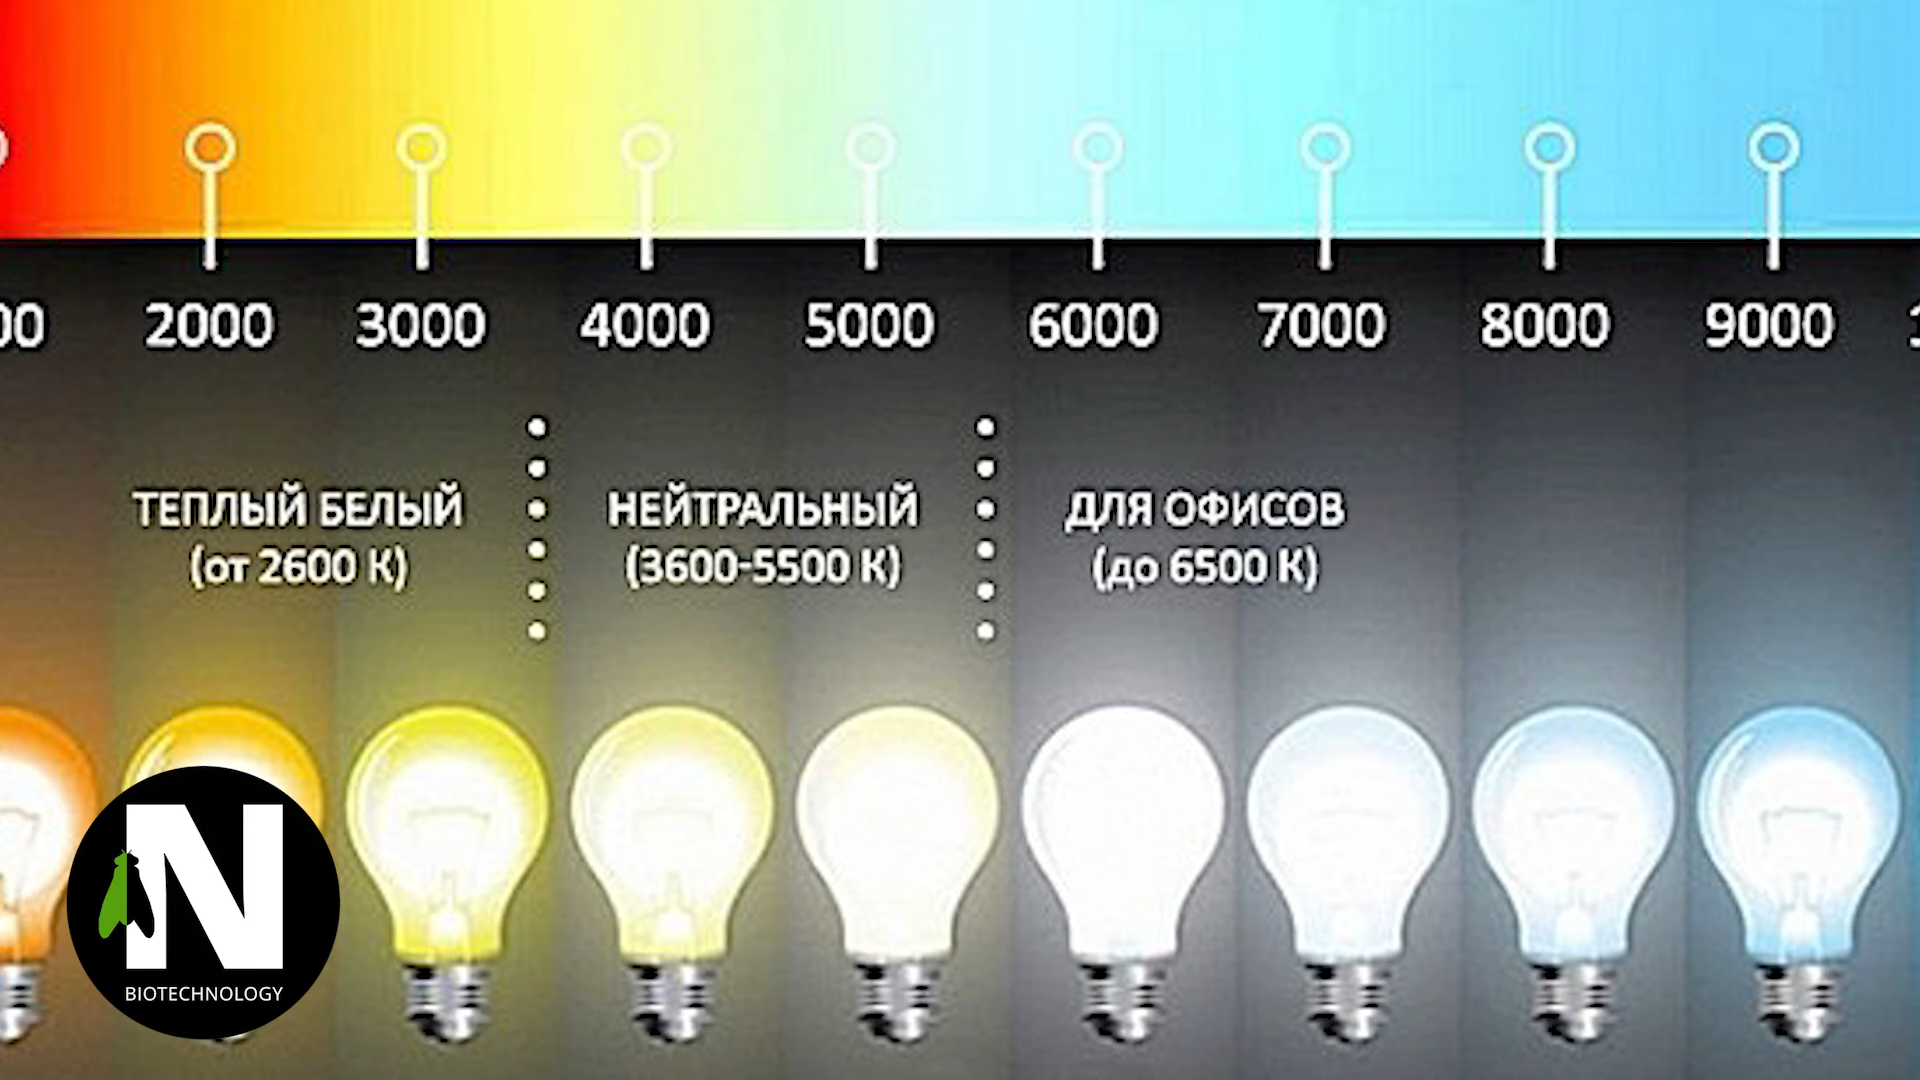 2000 3000 4000 5000 6000 7000 8000 9000
ТЕПЛЫЙ БЕЛЫЙ
(от 2600 К)
НЕЙТРАЛЬНЫЙ
(3600-5500 К)
ДЛЯ ОФИСОВ
(до 6500 К)
N
BIOTECHNOLOGY